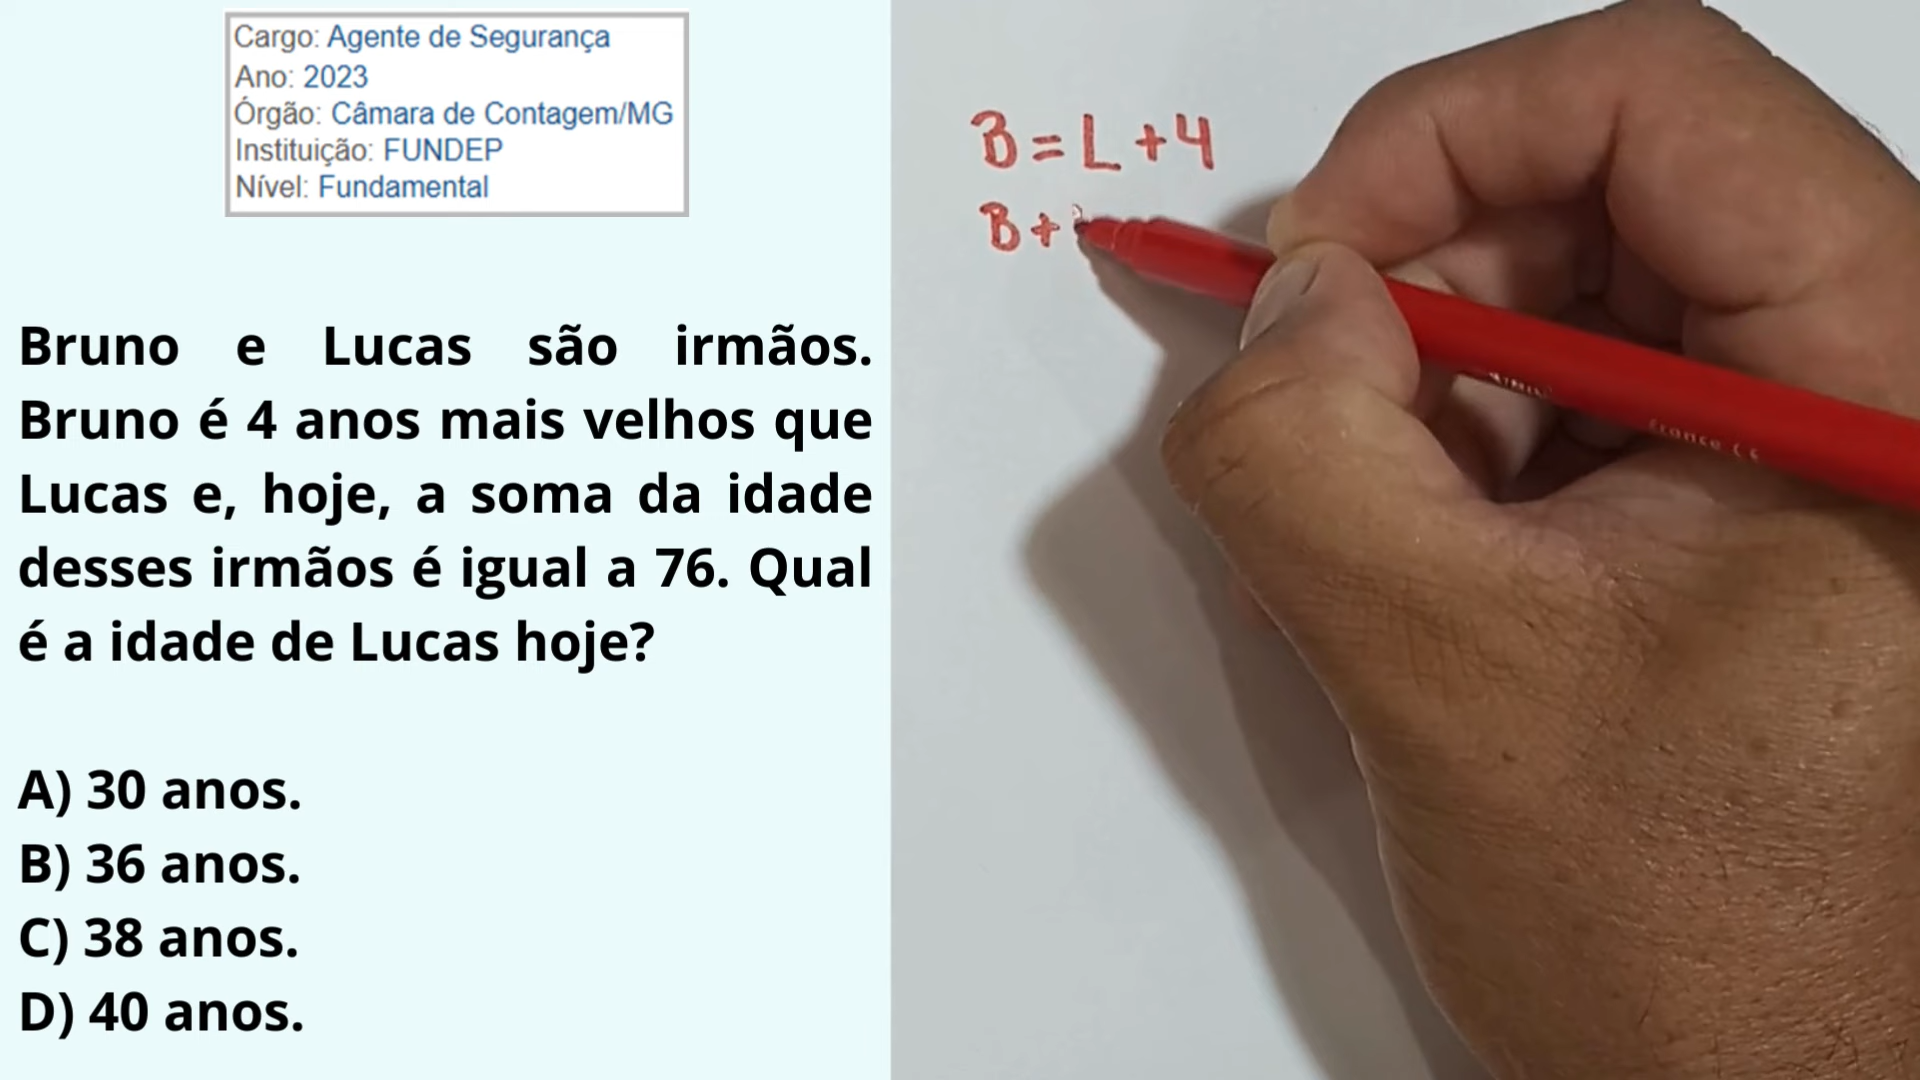 Cargo: Agente de Segurança
Ano: 2023
Órgão: Câmara de Contagem/MG
Instituição: FUNDEP
Nível: Fundamental
Bruno e Lucas são irmãos.
Bruno é 4 anos mais velhos que
Lucas e, hoje, a soma da idade
desses irmãos é igual a 76. Qual
é a idade de Lucas hoje?
A) 30 anos.
B) 36 anos.
C) 38 anos.
D) 40 anos.
B = L + 4
B +
France CE